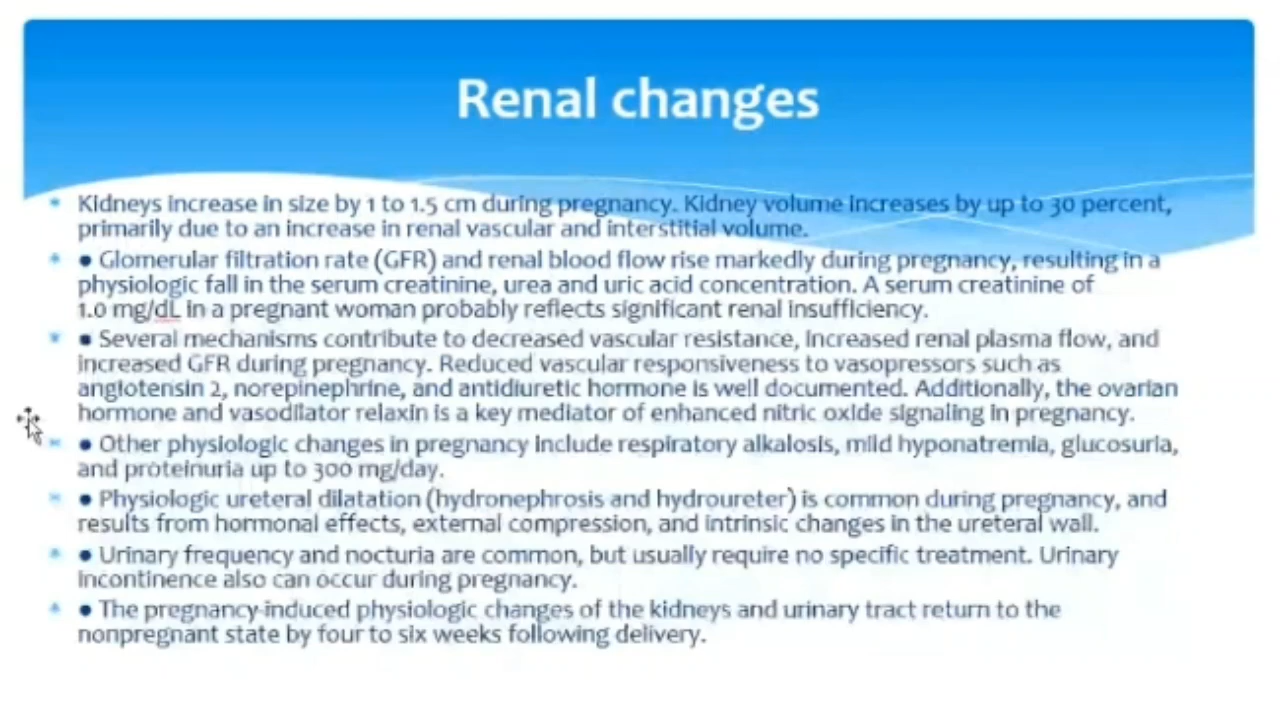 Renal changes
Kidneys increase in size by 1 to 1.5 cm during pregnancy. Kidney volume increases by up to 30 percent,
primarily due to an increase in renal vascular and interstitial volume.
● Glomerular filtration rate (GFR) and renal blood flow rise markedly during pregnancy, resulting in a
physiologic fall in the serum creatinine, urea and uric acid concentration. A serum creatinine of
1.0 mg/dL in a pregnant woman probably reflects significant renal insufficiency.
● Several mechanisms contribute to decreased vascular resistance, increased renal plasma flow, and
increased GFR during pregnancy. Reduced vascular responsiveness to vasopressors such as
angiotensin 2, norepinephrine, and antidiuretic hormone is well documented. Additionally, the ovarian
hormone and vasodilator relaxin is a key mediator of enhanced nitric oxide signaling in pregnancy.
● Other physiologic changes in pregnancy include respiratory alkalosis, mild hyponatremia, glucosuria,
and proteinuria up to 300 mg/day.
● Physiologic ureteral dilatation (hydronephrosis and hydroureter) is common during pregnancy, and
results from hormonal effects, external compression, and intrinsic changes in the ureteral wall.
● Urinary frequency and nocturia are common, but usually require no specific treatment. Urinary
incontinence also can occur during pregnancy.
● The pregnancy-induced physiologic changes of the kidneys and urinary tract return to the
nonpregnant state by four to six weeks following delivery.